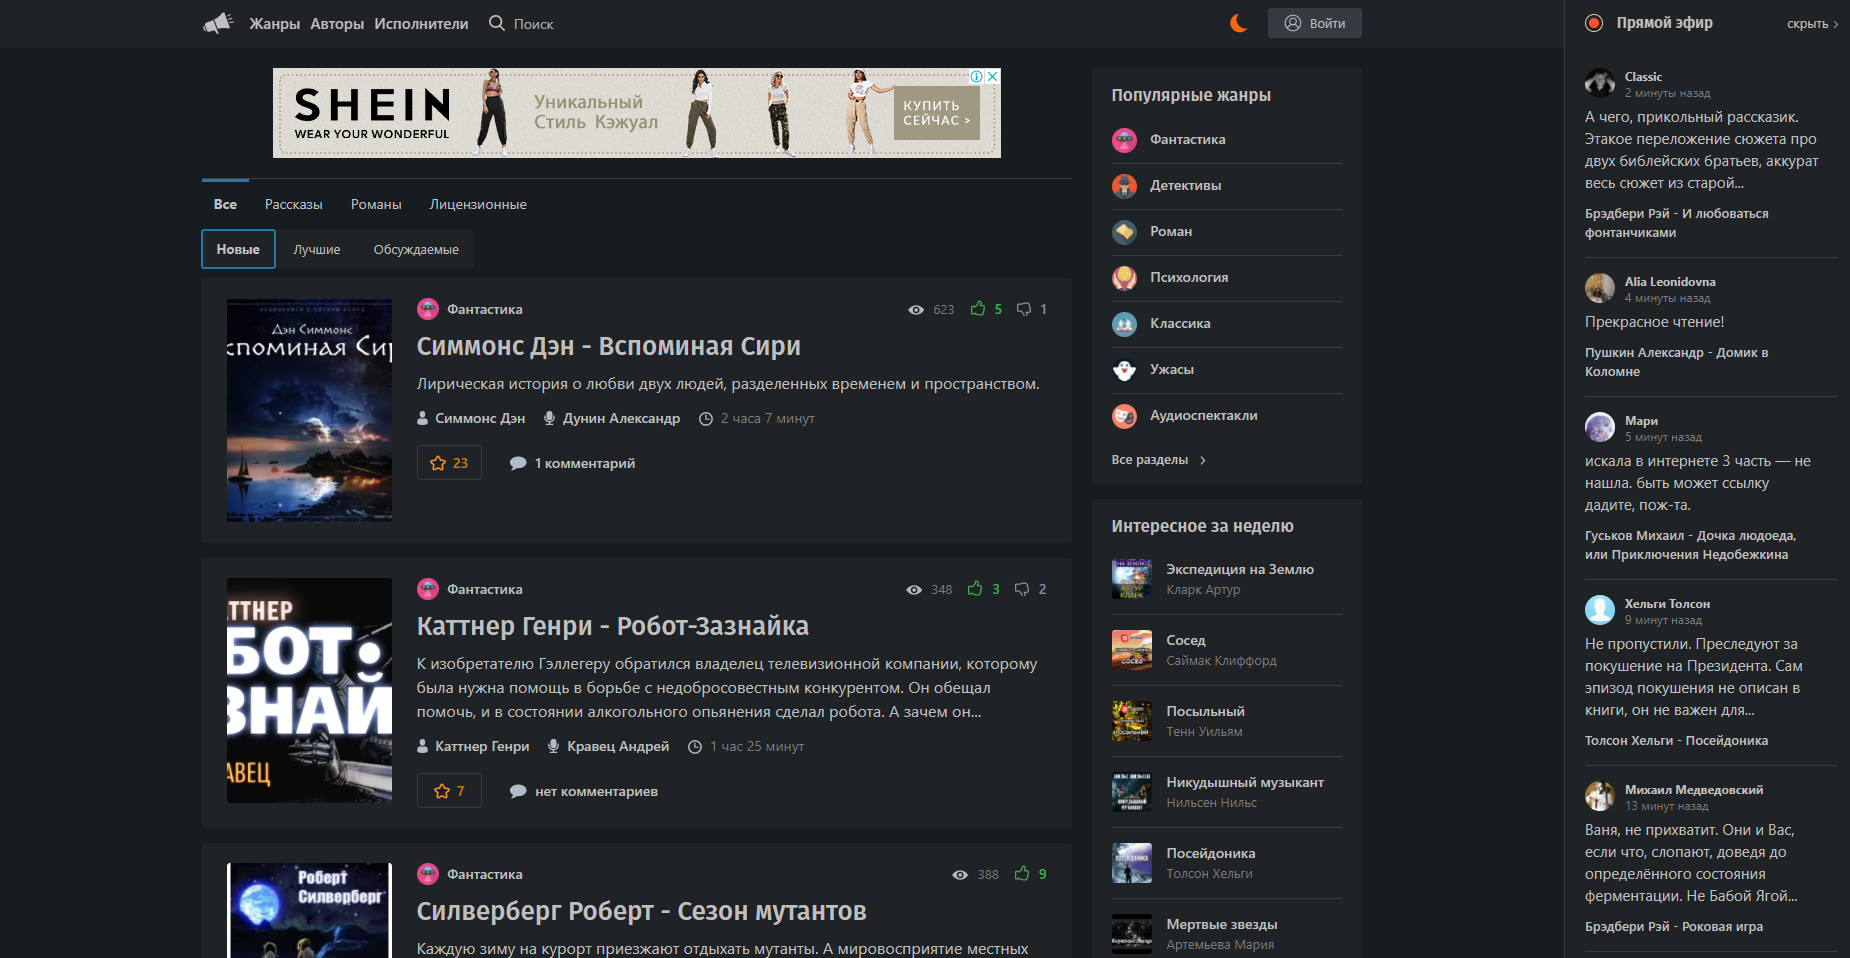 Жанры Авторы Исполнители Поиск
Войти
SHEIN
WEAR YOUR WONDERFUL
Уникальный
Стиль Кэжуал
КУПИТЬ
СЕЙЧАС >
Все Рассказы Романы Лицензионные
Новые Лучшие Обсуждаемые
Дэн Симмонс
споминая Сир
Фантастика 623 5 1
Симмонс Дэн - Вспоминая Сири
Лирическая история о любви двух людей, разделенных временем и пространством.
Симмонс Дэн Дунин Александр 2 часа 7 минут
23 1 комментарий
ТТНЕР
БОТ
ЗНАЙ
АВЕЦ
Фантастика 348 3 2
Каттнер Генри - Робот-Зазнайка
К изобретателю Гэллегеру обратился владелец телевизионной компании, которому
была нужна помощь в борьбе с недобросовестным конкурентом. Он обещал
помочь, и в состоянии алкогольного опьянения сделал робота. А зачем он...
Каттнер Генри Кравец Андрей 1 час 25 минут
7 нет комментариев
Роберт
Силверберг
Фантастика 388 9
Силверберг Роберт - Сезон мутантов
Каждую зиму на курорт приезжают отдыхать мутанты. А мировосприятие местных
Популярные жанры
Фантастика
Детективы
Роман
Психология
Классика
Ужасы
Аудиоспектакли
Все разделы
Интересное за неделю
НА ЗЕМЛЮ
АРТУР
КЛАРК
Экспедиция на Землю
Кларк Артур
СОСЕД
Сосед
Саймак Клиффорд
Посыльный
Тенн Уильям
Никудышный музыкант
Нильсен Нильс
Посейдоника
Толсон Хельги
Мертвые звезды
Артемьева Мария
Прямой эфир скрыть
Classic
2 минуты назад
А чего, прикольный рассказик.
Этакое переложение сюжета про
двух библейских братьев, аккурат
весь сюжет из старой...
Брэдбери Рэй - И любоваться
фонтанчиками
Alia Leonidovna
4 минуты назад
Прекрасное чтение!
Пушкин Александр - Домик в
Коломне
Мари
5 минут назад
искала в интернете 3 часть — не
нашла. быть может ссылку
дадите, пож-та.
Гуськов Михаил - Дочка людоеда,
или Приключения Недобежкина
Хельги Толсон
9 минут назад
Не пропустили. Преследуют за
покушение на Президента. Сам
эпизод покушения не описан в
книги, он не важен для...
Толсон Хельги - Посейдоника
Михаил Медведовский
13 минут назад
Ваня, не прихватит. Они и Вас,
если что, слопают, доведя до
определённого состояния
ферментации. Не Бабой Ягой...
Брэдбери Рэй - Роковая игра